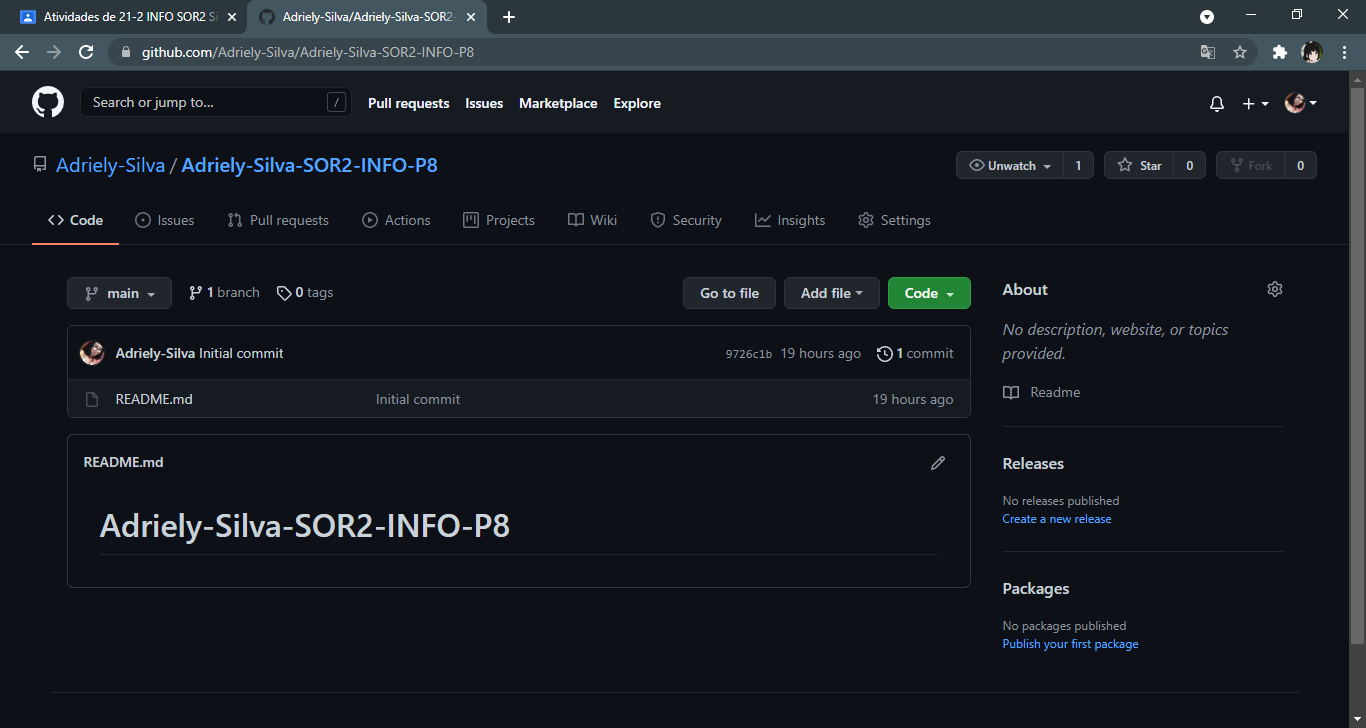 Atividades de 21-2 INFO SOR2 Si
Adriely-Silva/Adriely-Silva-SOR2-
github.com/Adriely-Silva/Adriely-Silva-SOR2-INFO-P8
Search or jump to... /
Pull requests Issues Marketplace Explore
Adriely-Silva / Adriely-Silva-SOR2-INFO-P8
Unwatch 1 Star 0 Fork 0
Code Issues Pull requests Actions Projects Wiki Security Insights Settings
main 1 branch 0 tags Go to file Add file Code
Adriely-Silva Initial commit 9726c1b 19 hours ago 1 commit
README.md Initial commit 19 hours ago
README.md
Adriely-Silva-SOR2-INFO-P8
About
No description, website, or topics
provided.
Readme
Releases
No releases published
Create a new release
Packages
No packages published
Publish your first package